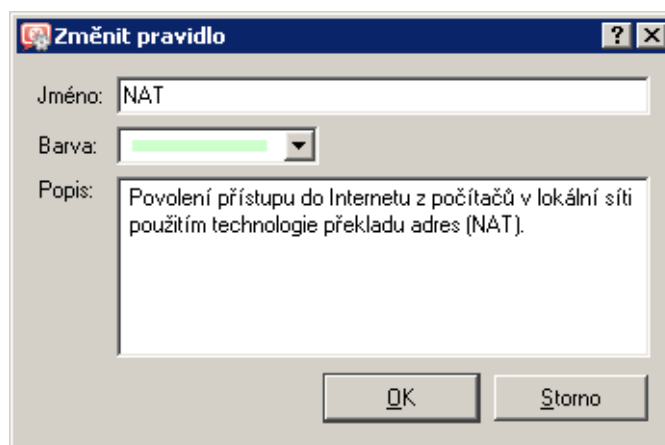 Změnit pravidlo
Jméno: NAT
Barva:
Popis: Povolení přístupu do Internetu z počítačů v lokální síti
použitím technologie překladu adres (NAT).
OK Storno